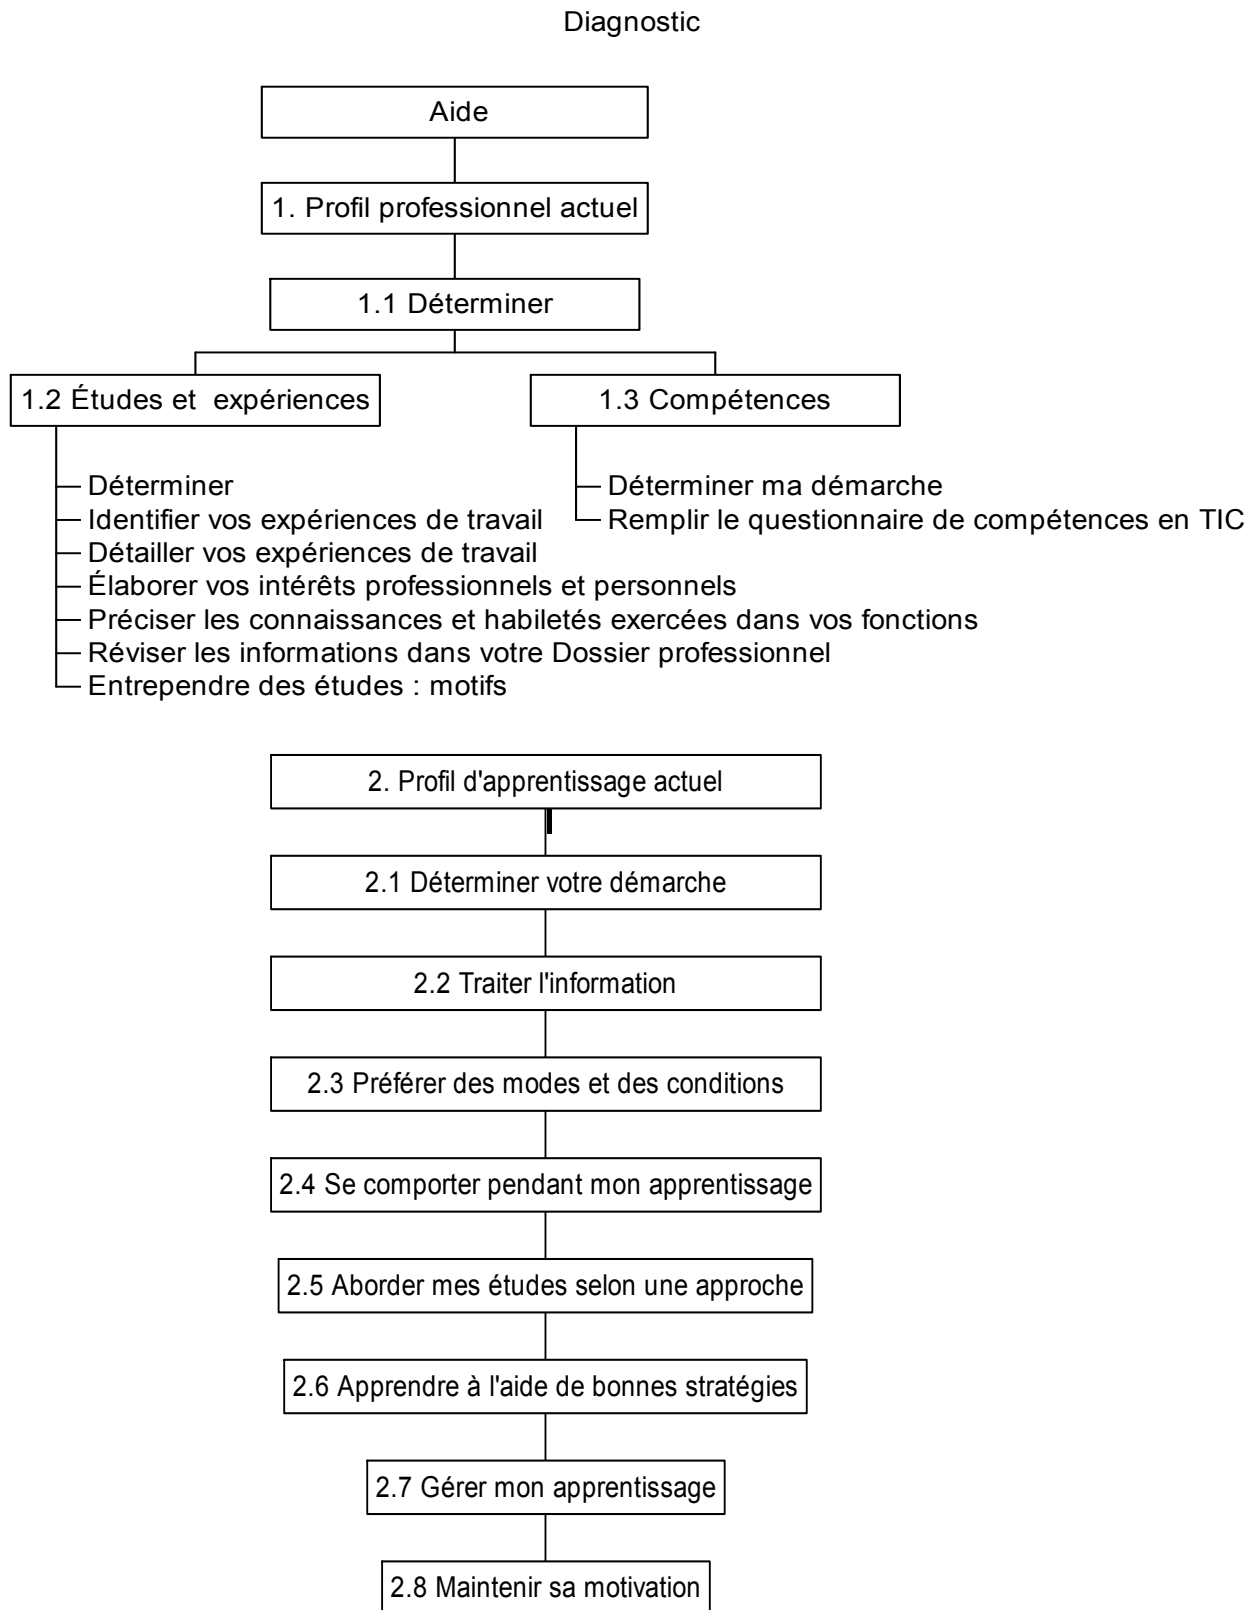 Diagnostic
Aide
1. Profil professionnel actuel
1.1 Déterminer
1.2 Études et  expériences
1.3 Compétences
Déterminer
Identifier vos expériences de travail
Détailler vos expériences de travail
Élaborer vos intérêts professionnels et personnels
Préciser les connaissances et habiletés exercées dans vos fonctions
Réviser les informations dans votre Dossier professionnel
Entrependre des études : motifs
Déterminer ma démarche
Remplir le questionnaire de compétences en TIC
2. Profil d'apprentissage actuel
2.1 Déterminer votre démarche
2.2 Traiter l'information
2.3 Préférer des modes et des conditions
2.4 Se comporter pendant mon apprentissage
2.5 Aborder mes études selon une approche
2.6 Apprendre à l'aide de bonnes stratégies
2.7 Gérer mon apprentissage
2.8 Maintenir sa motivation